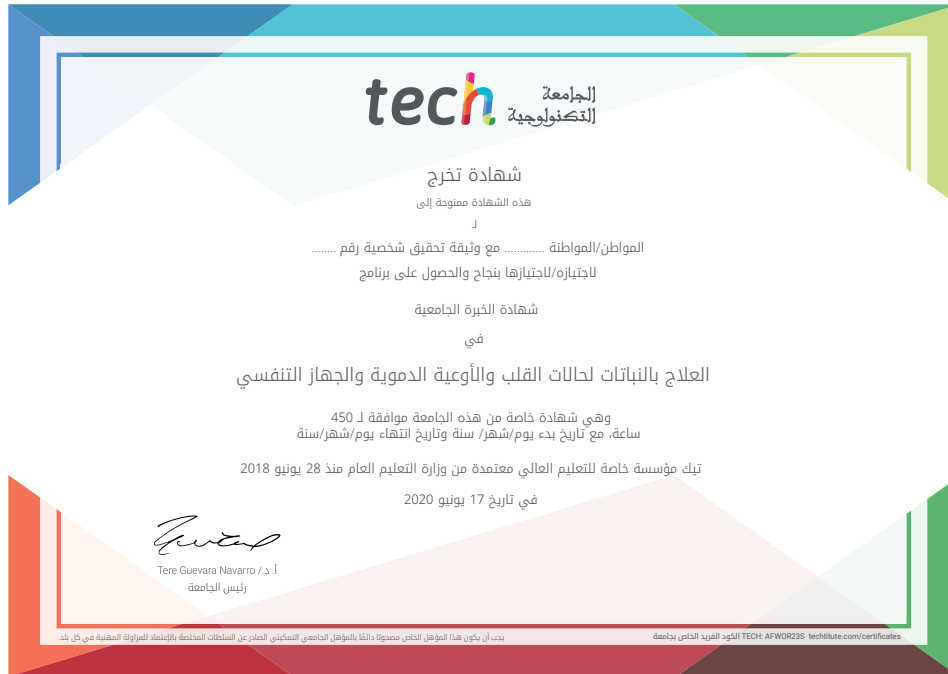 tech الجامعة
التكنولوجية
شهادة تخرج
هذه الشهادة ممنوحة إلى
لـ
المواطن/المواطنة ............. مع وثيقة تحقيق شخصية رقم ........
لاجتيازه/لاجتيازها بنجاح والحصول على برنامج
شهادة الخبرة الجامعية
في
العلاج بالنباتات لحالات القلب والأوعية الدموية والجهاز التنفسي
وهي شهادة خاصة من هذه الجامعة موافقة لـ 450
ساعة، مع تاريخ بدء يوم/شهر/ سنة وتاريخ انتهاء يوم/شهر/سنة
تيك مؤسسة خاصة للتعليم العالي معتمدة من وزارة التعليم العام منذ 28 يونيو 2018
في تاريخ 17 يونيو 2020
أ. د./ Tere Guevara Navarro
رئيس الجامعة
الكود الفريد الخاص بجامعة TECH: AFWOR23S techtitute.com/certificates
يجب أن يكون هذا المؤهل الخاص مصحوبًا دائمًا بالمؤهل الجامعي التمكيني الصادر عن السلطات المختصة بالإعتماد للمزاولة المهنية في كل بلد.